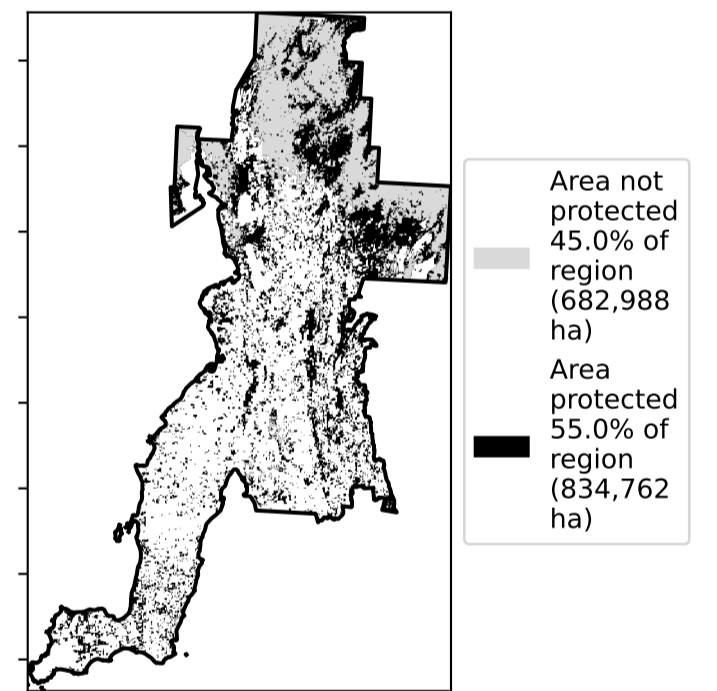 Area not
protected
45.0% of
region
(682,988
ha)
Area
protected
55.0% of
region
(834,762
ha)